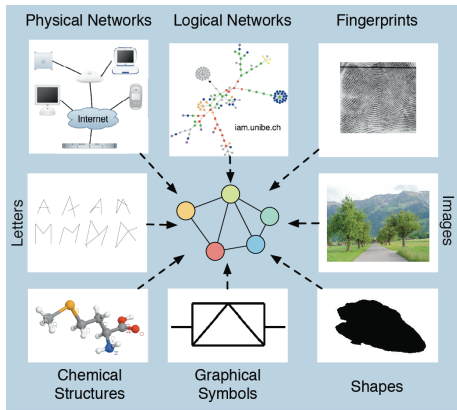 Physical Networks
Logical Networks
Fingerprints
Internet
iam.unibe.ch
Letters
A A A A
M M M M
Images
Chemical
Structures
Graphical
Symbols
Shapes